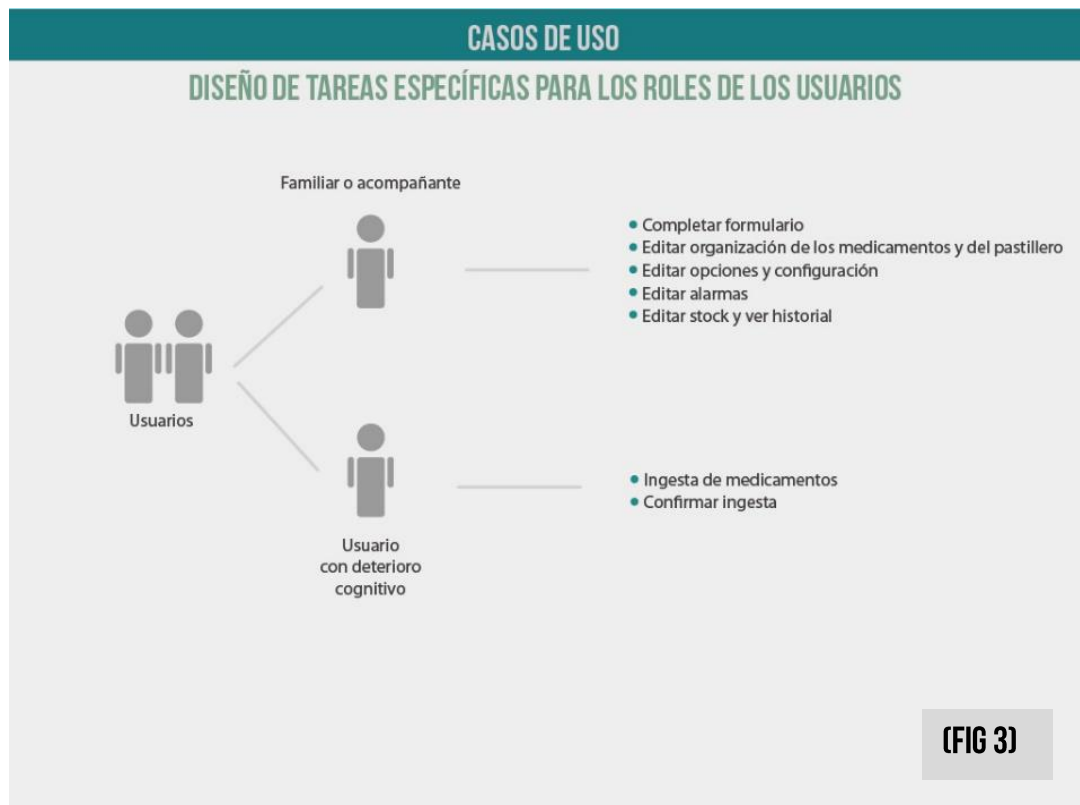 CASOS DE USO
DISEÑO DE TAREAS ESPECÍFICAS PARA LOS ROLES DE LOS USUARIOS
Familiar o acompañante
• Completar formulario
• Editar organización de los medicamentos y del pastillero
• Editar opciones y configuración
• Editar alarmas
• Editar stock y ver historial
Usuarios
• Ingesta de medicamentos
• Confirmar ingesta
Usuario
con deterioro
cognitivo
(FIG 3)